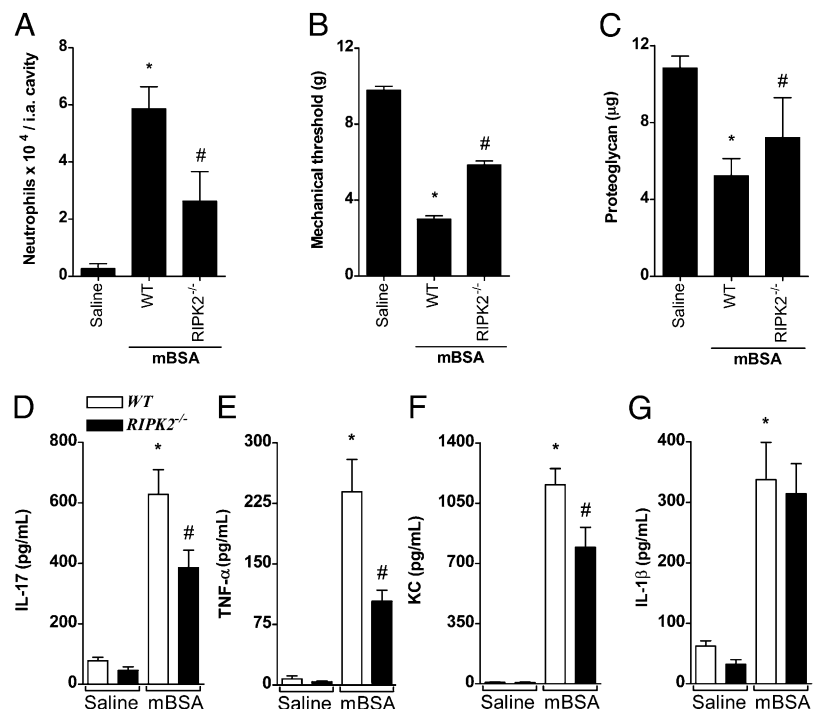 A
Neutrophils x 10⁴ / i.a. cavity
8
6
4
2
0
*
#
Saline
WT
RIPK2⁻/⁻
mBSA
B
Mechanical threshold (g)
12
8
4
0
*
#
Saline
WT
RIPK2⁻/⁻
mBSA
C
Proteoglycan (μg)
12
8
4
0
*
#
Saline
WT
RIPK2⁻/⁻
mBSA
D
WT
RIPK2⁻/⁻
IL-17 (pg/mL)
800
600
400
200
0
*
#
Saline
mBSA
E
TNF-α (pg/mL)
300
225
150
75
0
*
#
Saline
mBSA
F
KC (pg/mL)
1400
1050
700
350
0
*
#
Saline
mBSA
G
IL-1β (pg/mL)
400
300
200
100
0
*
Saline
mBSA